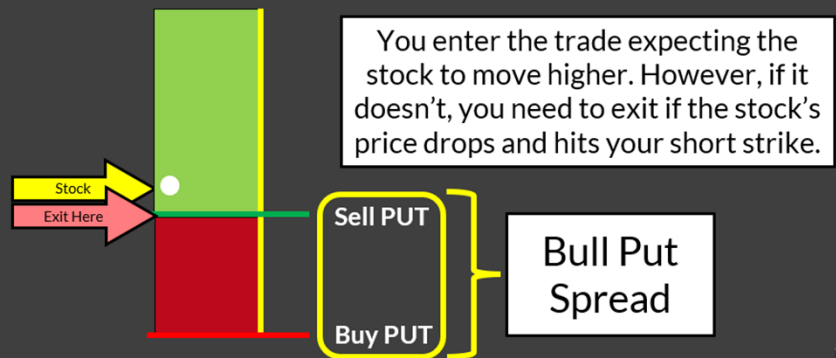 You enter the trade expecting the
stock to move higher. However, if it
doesn't, you need to exit if the stock's
price drops and hits your short strike.
Stock
Exit Here
Sell PUT
Buy PUT
Bull Put
Spread